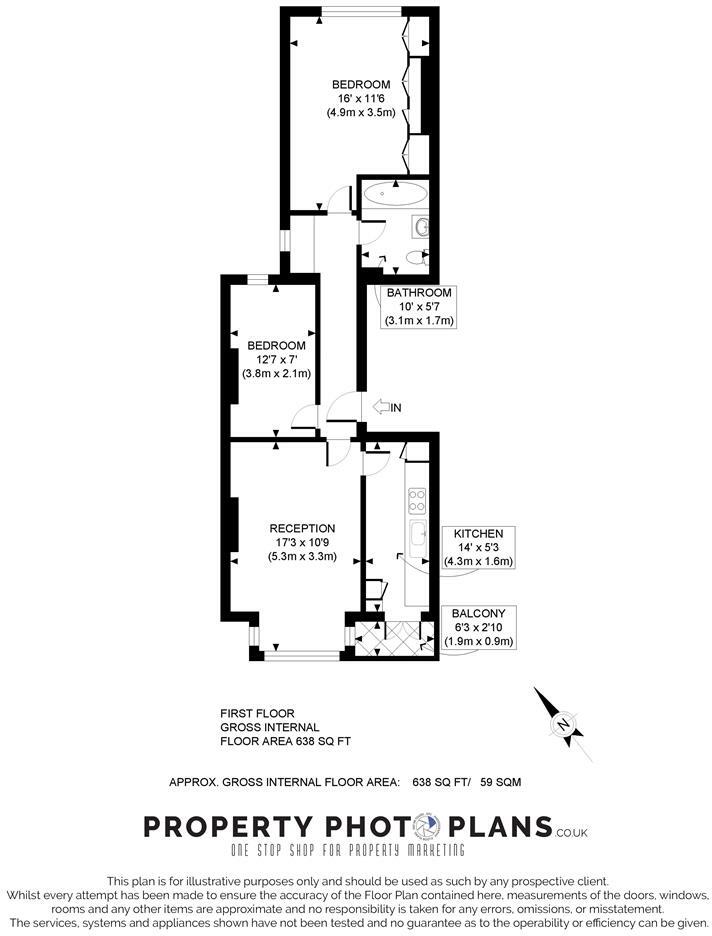 BEDROOM
16' x 11'6
(4.9m x 3.5m)
BATHROOM
10' x 5'7
(3.1m x 1.7m)
BEDROOM
12'7 x 7'
(3.8m x 2.1m)
IN
RECEPTION
17'3 x 10'9
(5.3m x 3.3m)
KITCHEN
14' x 5'3
(4.3m x 1.6m)
BALCONY
6'3 x 2'10
(1.9m x 0.9m)
N
FIRST FLOOR
GROSS INTERNAL
FLOOR AREA 638 SQ FT
APPROX. GROSS INTERNAL FLOOR AREA: 638 SQ FT/ 59 SQM
PROPERTY PHOTO PLANS.CO.UK
ONE STOP SHOP FOR PROPERTY MARKETING
This plan is for illustrative purposes only and should be used as such by any prospective client.
Whilst every attempt has been made to ensure the accuracy of the Floor Plan contained here, measurements of the doors, windows,
rooms and any other items are approximate and no responsibility is taken for any errors, omissions, or misstatement.
The services, systems and appliances shown have not been tested and no guarantee as to the operability or efficiency can be given.